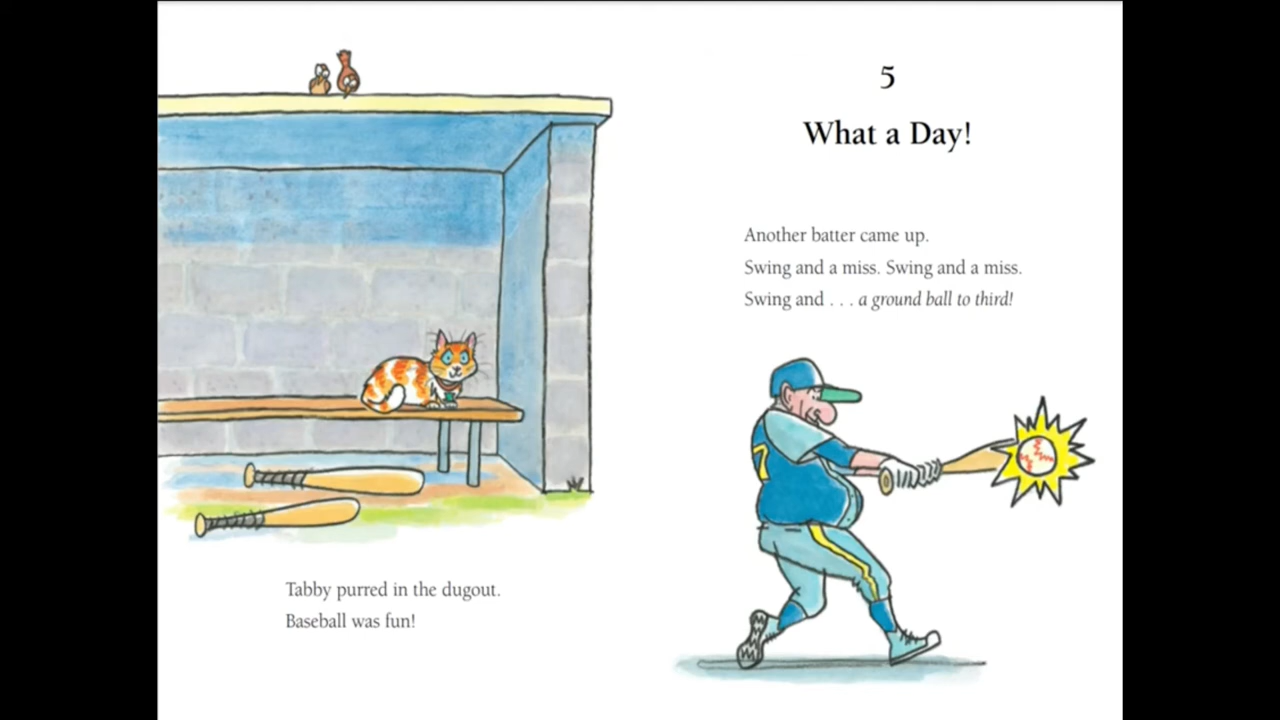 Tabby purred in the dugout.
Baseball was fun!
5
What a Day!
Another batter came up.
Swing and a miss. Swing and a miss.
Swing and . . . a ground ball to third!
7